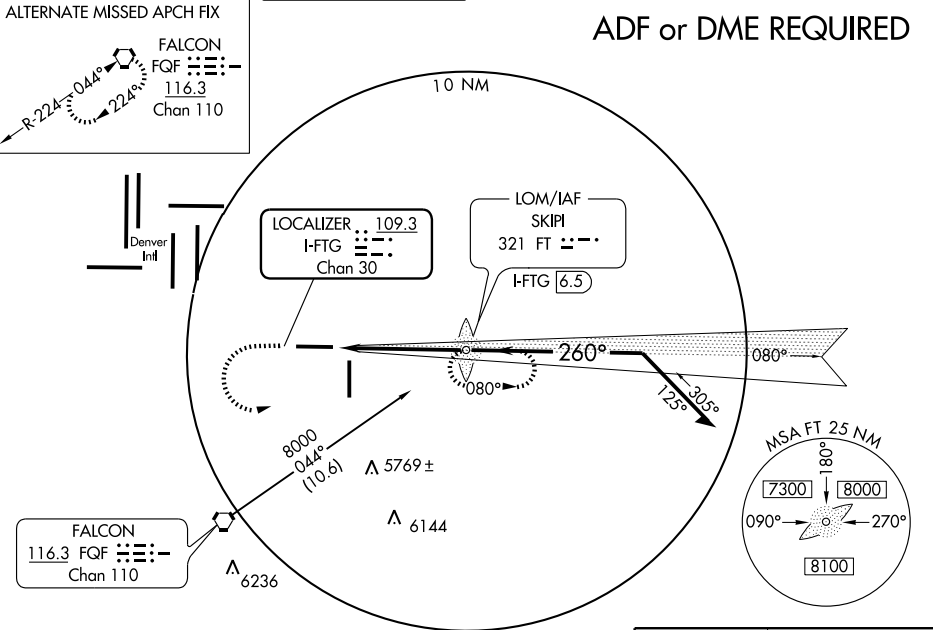 ALTERNATE MISSED APCH FIX
FALCON
FQF
116.3
Chan 110
R-224
044°
224°
ADF or DME REQUIRED
10 NM
Denver
Intl
LOCALIZER 109.3
I-FTG
Chan 30
LOM/IAF
SKIPI
321 FT
I-FTG 6.5
260°
080°
080°
305°
125°
8000
044°
(10.6)
5769 ±
6144
6236
FALCON
116.3 FQF
Chan 110
MSA FT 25 NM
180°
7300
8000
090°
270°
8100